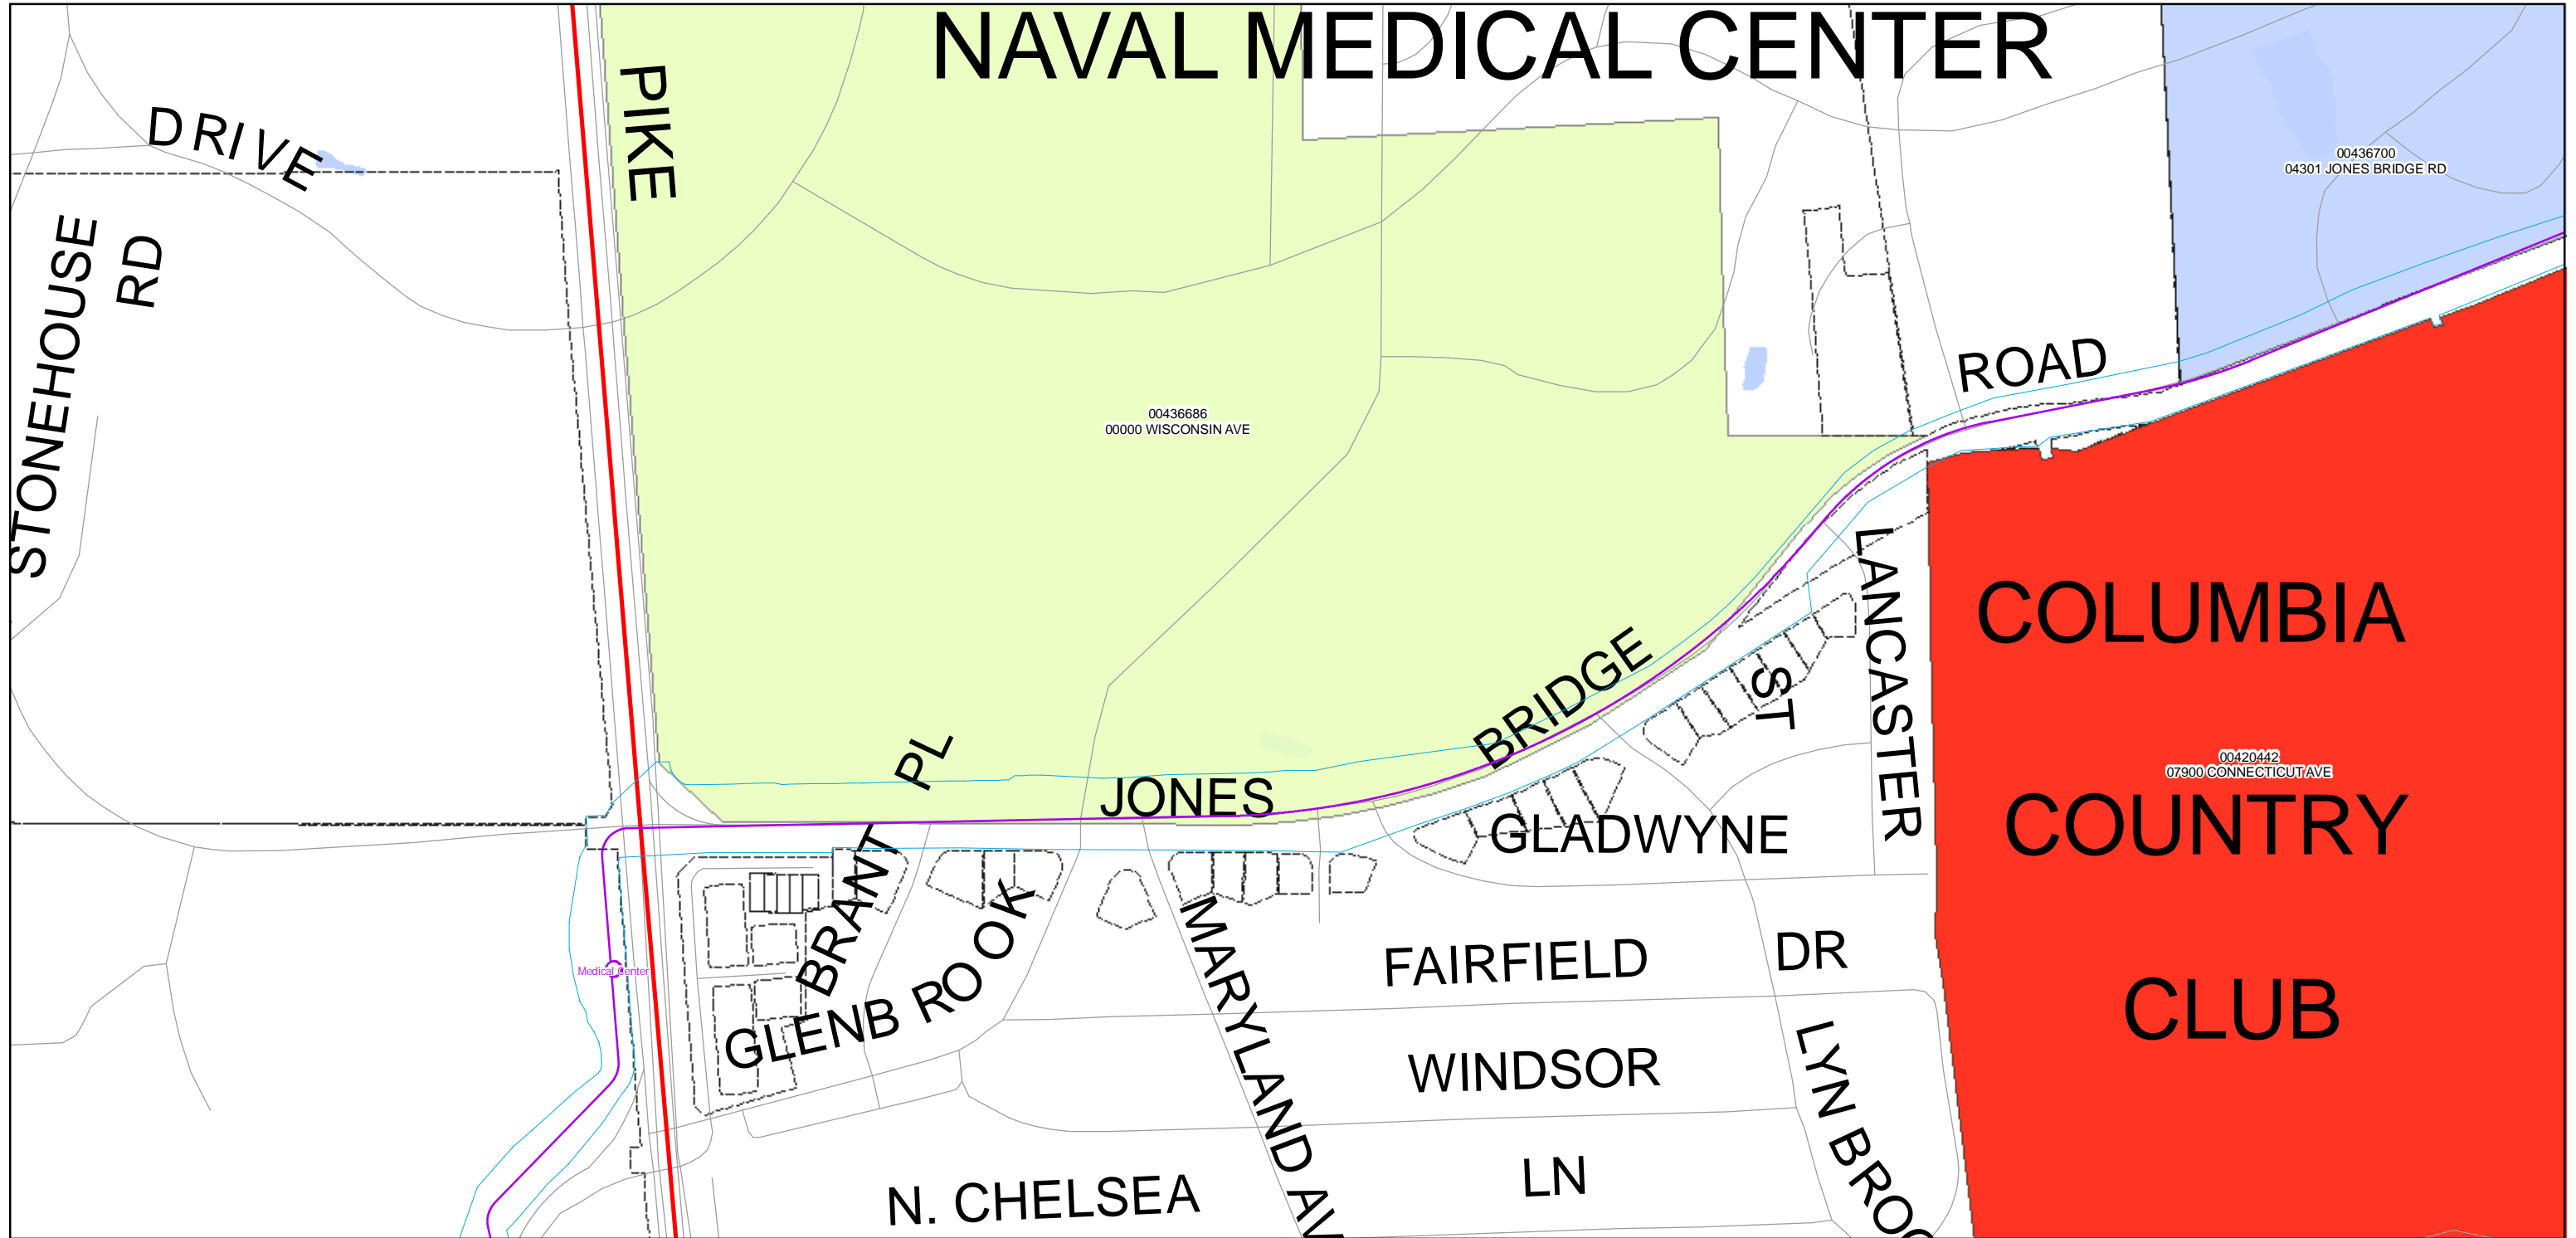 NAVAL MEDICAL CENTER
PIKE
DRIVE
STONEHOUSE
RD
00436700
04301 JONES BRIDGE RD
ROAD
00436686
00000 WISCONSIN AVE
LANCASTER
ST
COLUMBIA
COUNTRY
CLUB
00420442
07900 CONNECTICUT AVE
BRIDGE
JONES
PL
BRANT
GLADWYNE
GLENBROOK
MARYLAND AV
FAIRFIELD
DR
Medical Center
WINDSOR
LYN BROO
LN
N. CHELSEA